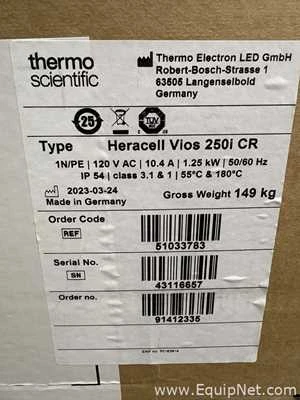 thermo
scientific
Thermo Electron LED GmbH
Robert-Bosch-Strasse 1
63505 Langenselbold
Germany
25
TÜV
Type Heracell Vios 250i CR
1N/PE | 120 V AC | 10.4 A | 1.25 kW | 50/60 Hz
IP 54 | class 3.1 & 1 | 55°C & 180°C
2023-03-24
Made in Germany
Gross Weight 149 kg
Order Code
REF
51033783
Serial No.
SN
43116657
Order no.
91412335
www.EquipNet.com